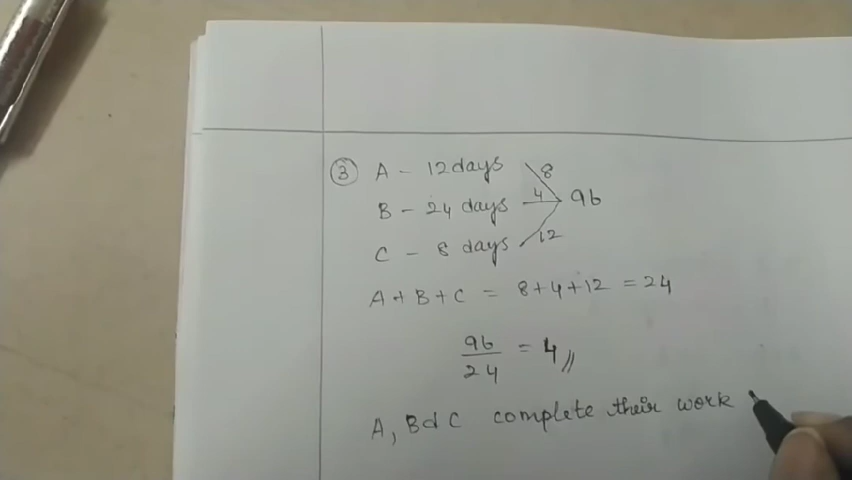 ③ A - 12 days 8
B - 24 days 4 96
C - 8 days 12
A + B + C = 8+4+12 = 24
96/24 = 4 //
A, B d C complete their work